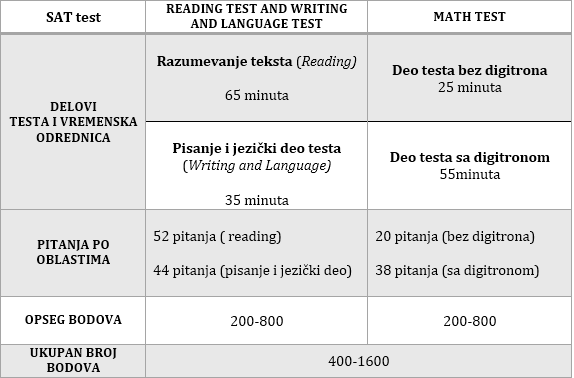 SAT test
READING TEST AND WRITING
AND LANGUAGE TEST
MATH TEST
DELOVI
TESTA I VREMENSKA
ODREDNICA
Razumevanje teksta (Reading)
65 minuta
Deo testa bez digitrona
25 minuta
Pisanje i jezički deo testa
(Writing and Language)
35 minuta
Deo testa sa digitronom
55minuta
PITANJA PO
OBLASTIMA
52 pitanja ( reading)
44 pitanja (pisanje i jezički deo)
20 pitanja (bez digitrona)
38 pitanja (sa digitronom)
OPSEG BODOVA
200-800
200-800
UKUPAN BROJ
BODOVA
400-1600